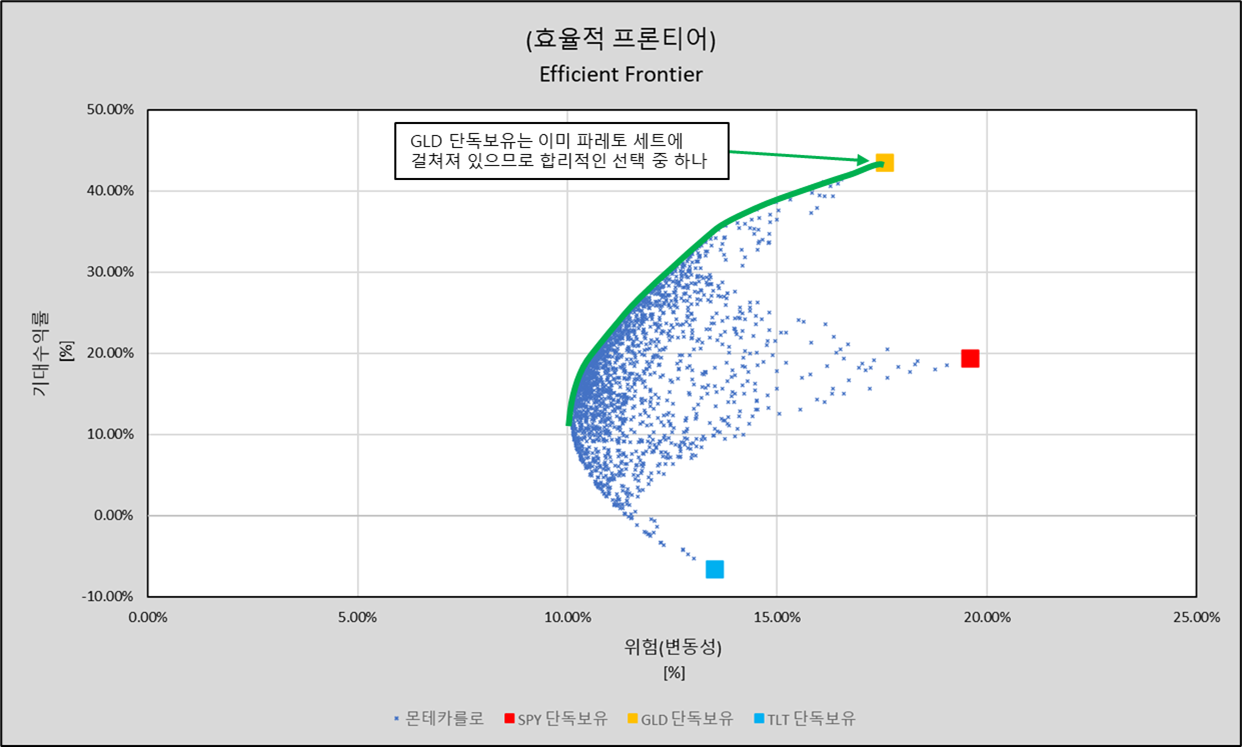 (효율적 프론티어)
Efficient Frontier
50.00%
40.00%
30.00%
20.00%
10.00%
0.00%
-10.00%
GLD 단독보유는 이미 파레토 세트에
걸쳐져 있으므로 합리적인 선택 중 하나
기대수익률
[%]
0.00%
5.00%
10.00%
15.00%
20.00%
25.00%
위험(변동성)
[%]
몬테카를로
SPY 단독보유
GLD 단독보유
TLT 단독보유